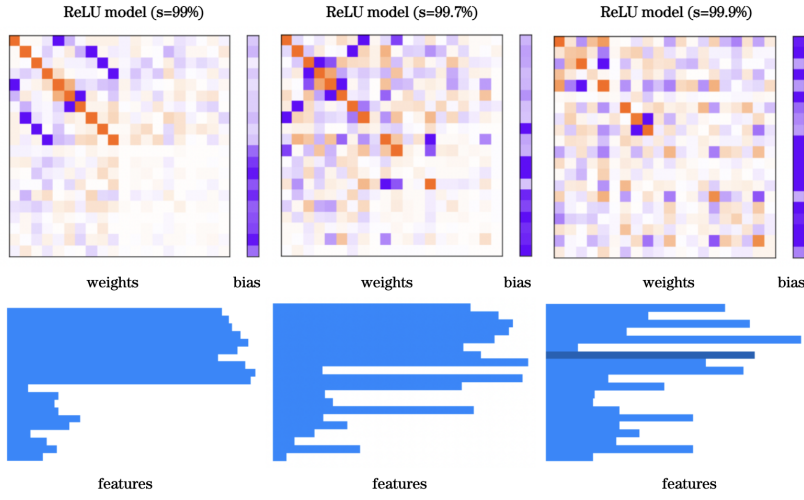 ReLU model (s=99%)
ReLU model (s=99.7%)
ReLU model (s=99.9%)
weights
bias
weights
bias
weights
bias
features
features
features